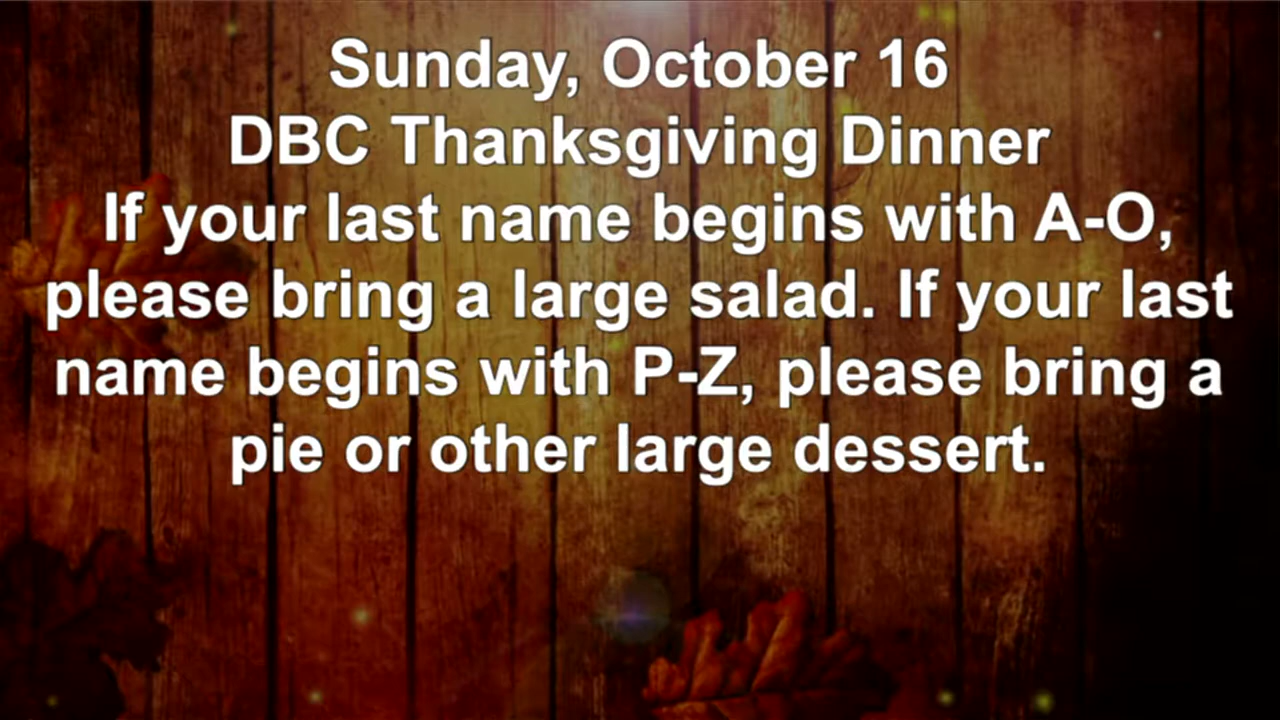 Sunday, October 16
DBC Thanksgiving Dinner
If your last name begins with A-O,
please bring a large salad. If your last
name begins with P-Z, please bring a
pie or other large dessert.